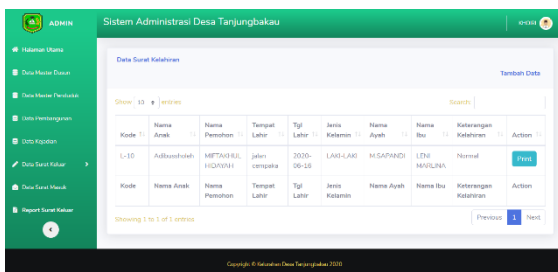 ADMIN
Sistem Administrasi Desa Tanjungbakau
KHOIRI
Halaman Utama
Data Master Dusun
Data Master Penduduk
Data Pembangunan
Data Kejadian
Data Surat Keluar
Data Surat Masuk
Report Surat Keluar
Data Surat Kelahiran
Tambah Data
Show 10 entries
Search:
Kode Nama Anak Nama Pemohon Tempat Lahir Tgl Lahir Jenis Kelamin Nama Ayah Nama Ibu Keterangan Kelahiran Action
L-10 Adibussholeh MIFTAKHUL HIDAYAH jalan cempaka 2020-06-16 LAKI-LAKI M.SAPANDI LENI MARLINA Normal Print
Kode Nama Anak Nama Pemohon Tempat Lahir Tgl Lahir Jenis Kelamin Nama Ayah Nama Ibu Keterangan Kelahiran Action
Showing 1 to 1 of 1 entries
Previous 1 Next
Copyright © Kelurahan Desa Tanjungbakau 2020